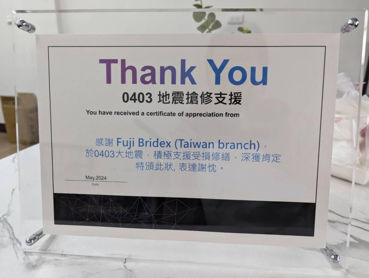 Thank You
0403 地震搶修支援
You have received a certificate of appreciation from
感謝 Fuji Bridex (Taiwan branch)，
於0403大地震，積極支援受損修繕，深獲肯定
特頒此狀, 表達謝忱。
May.2024
Date